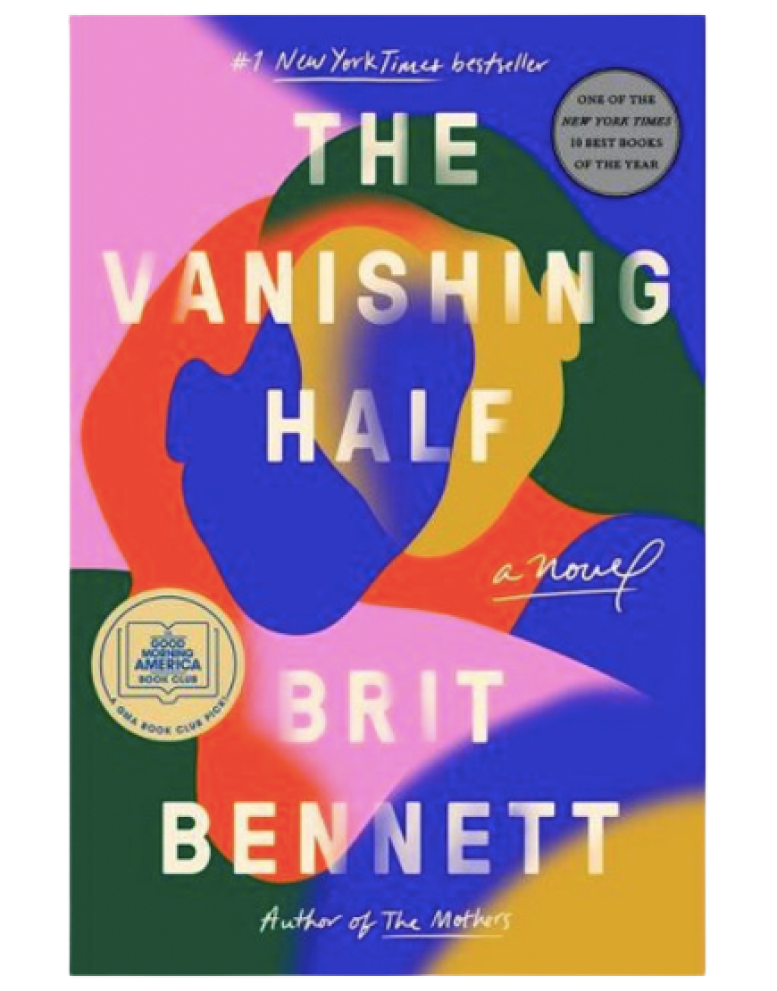 #1 New York Times bestseller
ONE OF THE
NEW YORK TIMES
10 BEST BOOKS
OF THE YEAR
THE
VANISHING
HALF
a novel
GOOD
MORNING
AMERICA
BOOK CLUB
A GMA BOOK CLUB PICK!
BRIT
BENNETT
Author of The Mothers